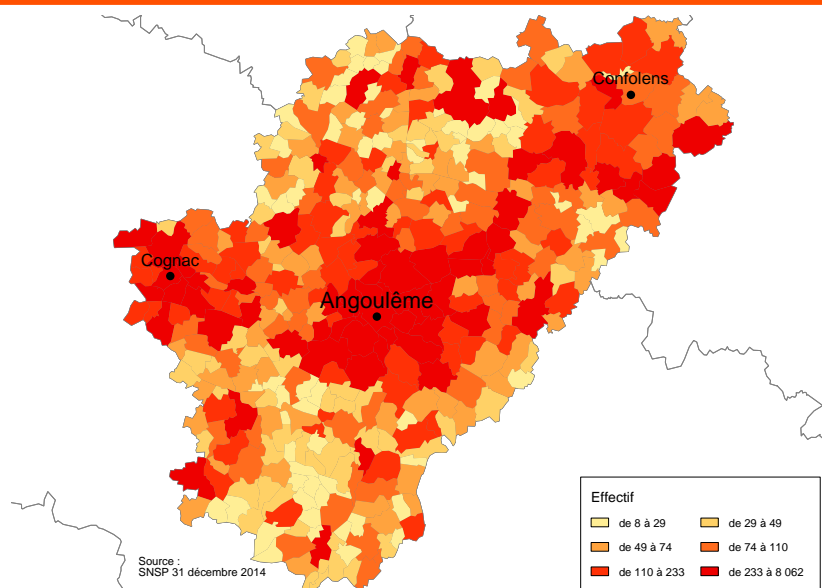 Confolens
Cognac
Angoulême
Effectif
de 8 à 29
de 29 à 49
de 49 à 74
de 74 à 110
de 110 à 233
de 233 à 8 062
Source :
SNSP 31 décembre 2014